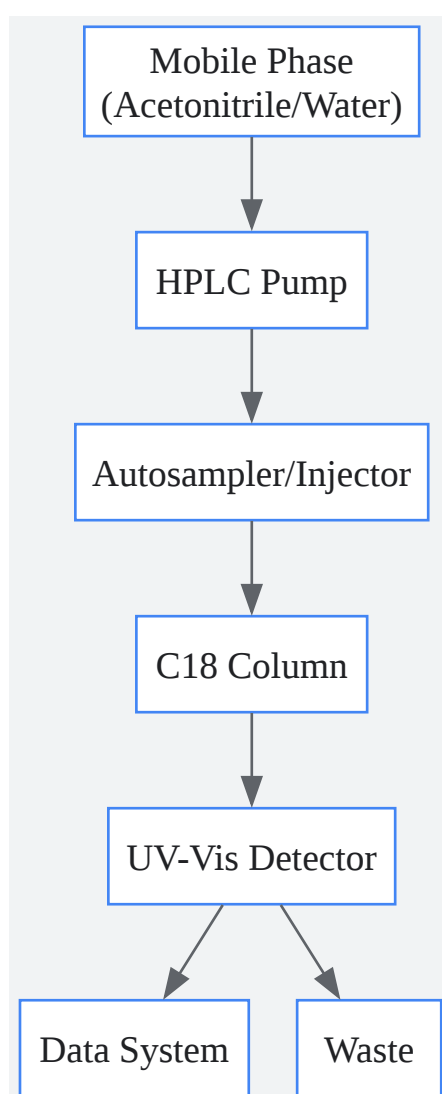 Mobile Phase
(Acetonitrile/Water)
HPLC Pump
Autosampler/Injector
C18 Column
UV-Vis Detector
Data System
Waste